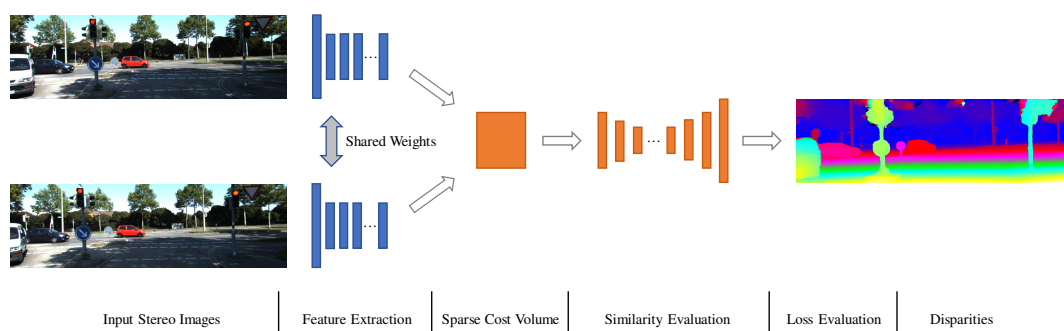 Shared Weights
...
...
...
Input Stereo Images
Feature Extraction
Sparse Cost Volume
Similarity Evaluation
Loss Evaluation
Disparities